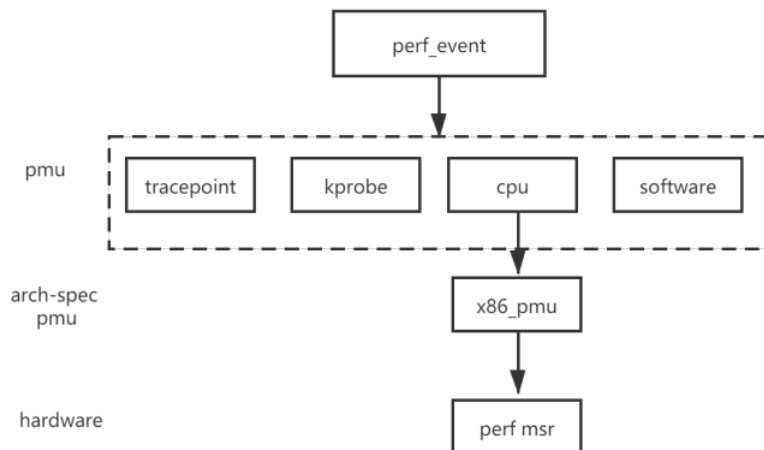 perf_event
pmu
tracepoint
kprobe
cpu
software
arch-spec
pmu
x86_pmu
hardware
perf msr